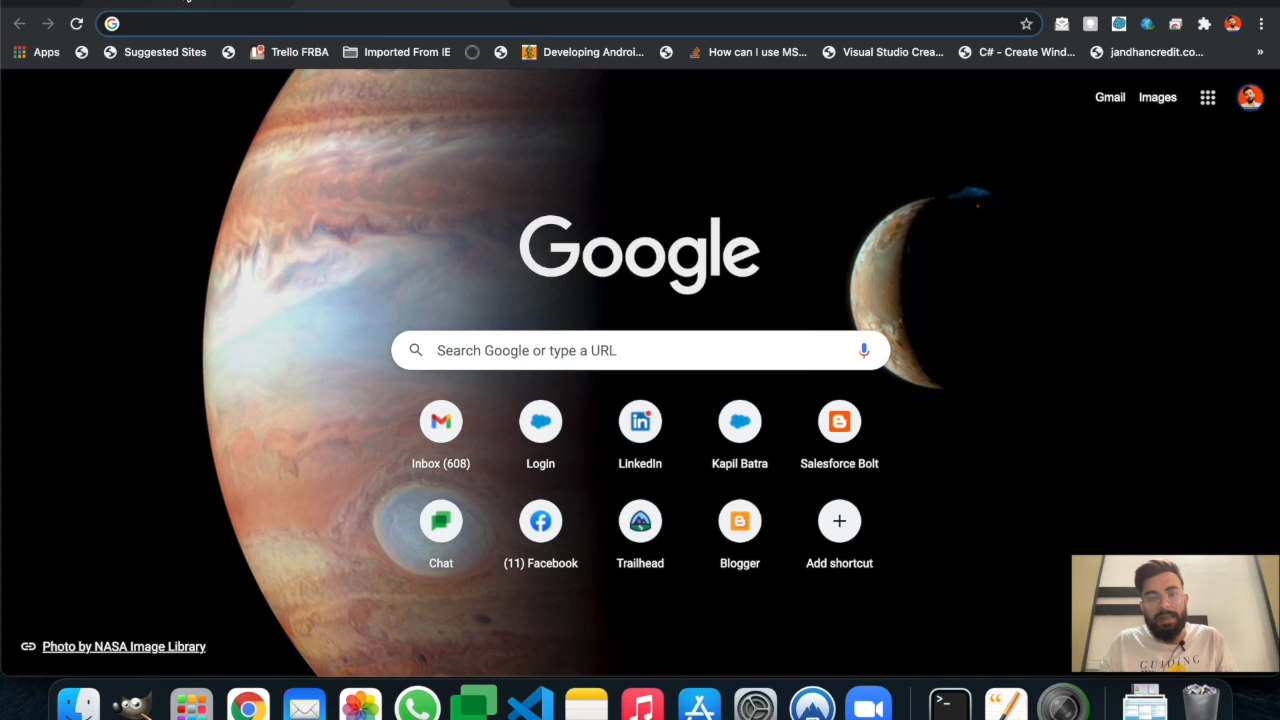 Apps
Suggested Sites
Trello FRBA
Imported From IE
Developing Androi...
How can I use MS...
Visual Studio Crea...
C# - Create Wind...
jandhancredit.co...
»
Gmail
Images
Google
Search Google or type a URL
Inbox (608)
Login
LinkedIn
Kapil Batra
Salesforce Bolt
Chat
(11) Facebook
Trailhead
Blogger
Add shortcut
Photo by NASA Image Library
GUIDING